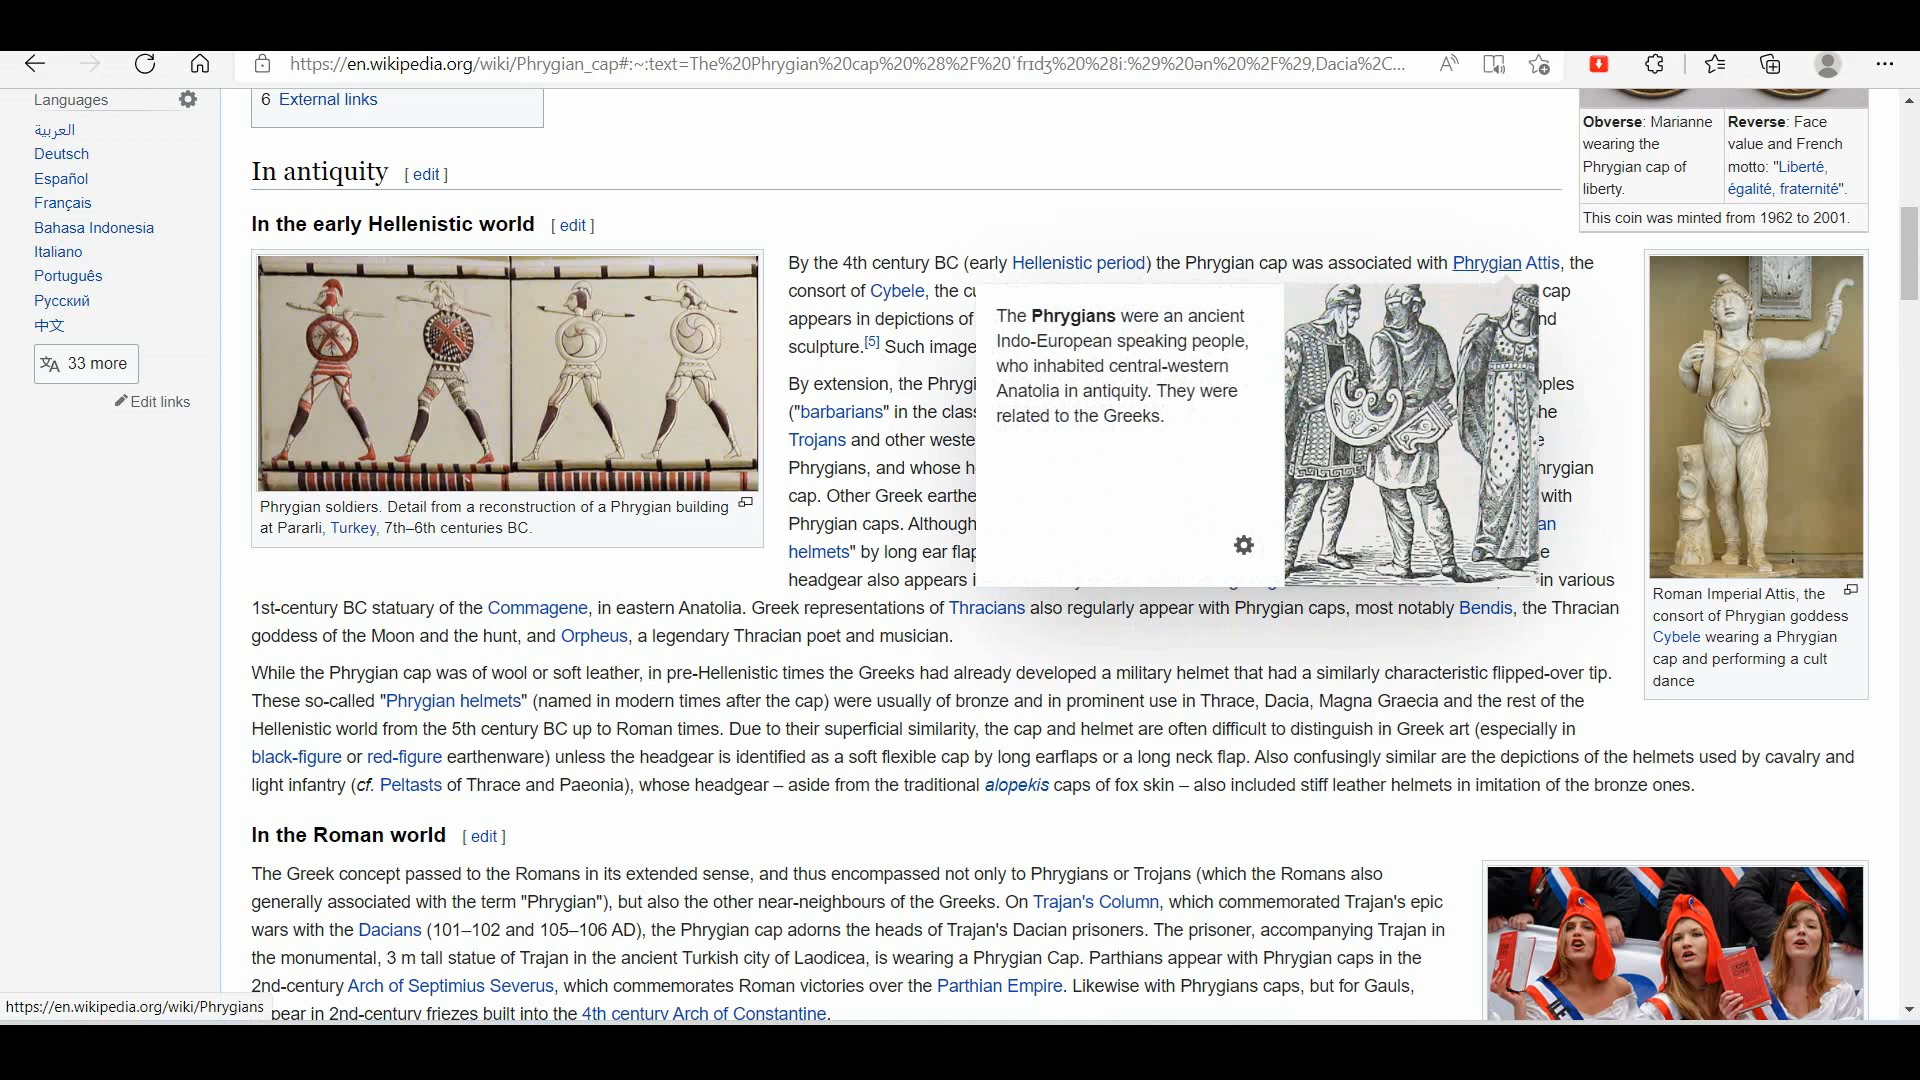 https://en.wikipedia.org/wiki/Phrygian_cap#:~:text=The%20Phrygian%20cap%20%28%2F%20ˈfrɪdʒ%20%28iː%29%20ən%20%2F%29,Dacia%2C...
Languages
العربية
Deutsch
Español
Français
Bahasa Indonesia
Italiano
Português
Русский
中文
33 more
Edit links
6 External links
In antiquity [ edit ]
In the early Hellenistic world [ edit ]
Phrygian soldiers. Detail from a reconstruction of a Phrygian building
at Pararli, Turkey, 7th–6th centuries BC.
By the 4th century BC (early Hellenistic period) the Phrygian cap was associated with Phrygian Attis, the
consort of Cybele, the cu
cap
appears in depictions of
nd
sculpture.[5] Such image
By extension, the Phrygi
oples
("barbarians" in the clas
he
Trojans and other weste
e
Phrygians, and whose h
hrygian
cap. Other Greek earthe
with
Phrygian caps. Although
an
helmets" by long ear flap
e
headgear also appears i
in various
1st-century BC statuary of the Commagene, in eastern Anatolia. Greek representations of Thracians also regularly appear with Phrygian caps, most notably Bendis, the Thracian
goddess of the Moon and the hunt, and Orpheus, a legendary Thracian poet and musician.
The Phrygians were an ancient
Indo-European speaking people,
who inhabited central-western
Anatolia in antiquity. They were
related to the Greeks.
While the Phrygian cap was of wool or soft leather, in pre-Hellenistic times the Greeks had already developed a military helmet that had a similarly characteristic flipped-over tip.
These so-called "Phrygian helmets" (named in modern times after the cap) were usually of bronze and in prominent use in Thrace, Dacia, Magna Graecia and the rest of the
Hellenistic world from the 5th century BC up to Roman times. Due to their superficial similarity, the cap and helmet are often difficult to distinguish in Greek art (especially in
black-figure or red-figure earthenware) unless the headgear is identified as a soft flexible cap by long earflaps or a long neck flap. Also confusingly similar are the depictions of the helmets used by cavalry and
light infantry (cf. Peltasts of Thrace and Paeonia), whose headgear – aside from the traditional alopekis caps of fox skin – also included stiff leather helmets in imitation of the bronze ones.
In the Roman world [ edit ]
The Greek concept passed to the Romans in its extended sense, and thus encompassed not only to Phrygians or Trojans (which the Romans also
generally associated with the term "Phrygian"), but also the other near-neighbours of the Greeks. On Trajan's Column, which commemorated Trajan's epic
wars with the Dacians (101–102 and 105–106 AD), the Phrygian cap adorns the heads of Trajan's Dacian prisoners. The prisoner, accompanying Trajan in
the monumental, 3 m tall statue of Trajan in the ancient Turkish city of Laodicea, is wearing a Phrygian Cap. Parthians appear with Phrygian caps in the
2nd-century Arch of Septimius Severus, which commemorates Roman victories over the Parthian Empire. Likewise with Phrygians caps, but for Gauls,
pear in 2nd-century friezes built into the 4th century Arch of Constantine.
Obverse: Marianne
wearing the
Phrygian cap of
liberty.
Reverse: Face
value and French
motto: "Liberté,
égalité, fraternité".
This coin was minted from 1962 to 2001.
Roman Imperial Attis, the
consort of Phrygian goddess
Cybele wearing a Phrygian
cap and performing a cult
dance
CODE
CIVIL
https://en.wikipedia.org/wiki/Phrygians